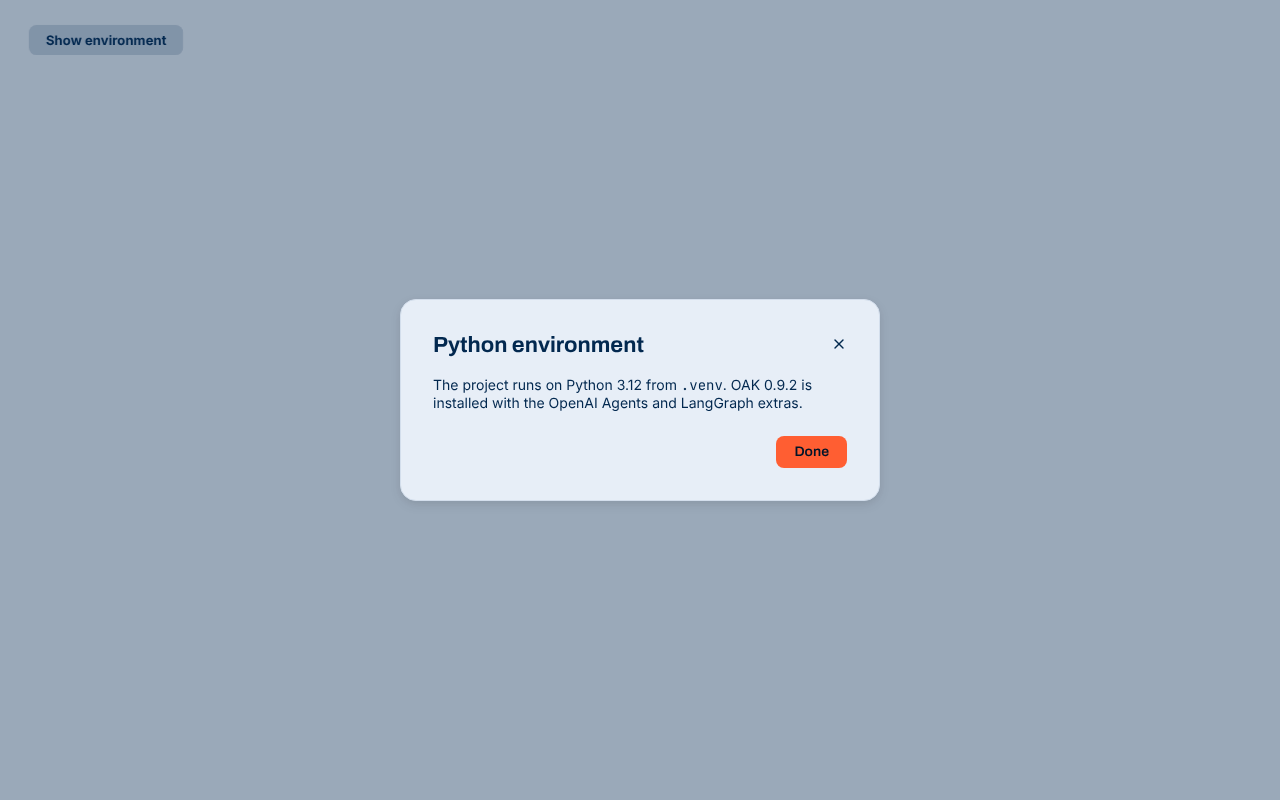 Show environment
Python environment
The project runs on Python 3.12 from .venv. OAK 0.9.2 is
installed with the OpenAI Agents and LangGraph extras.
Done